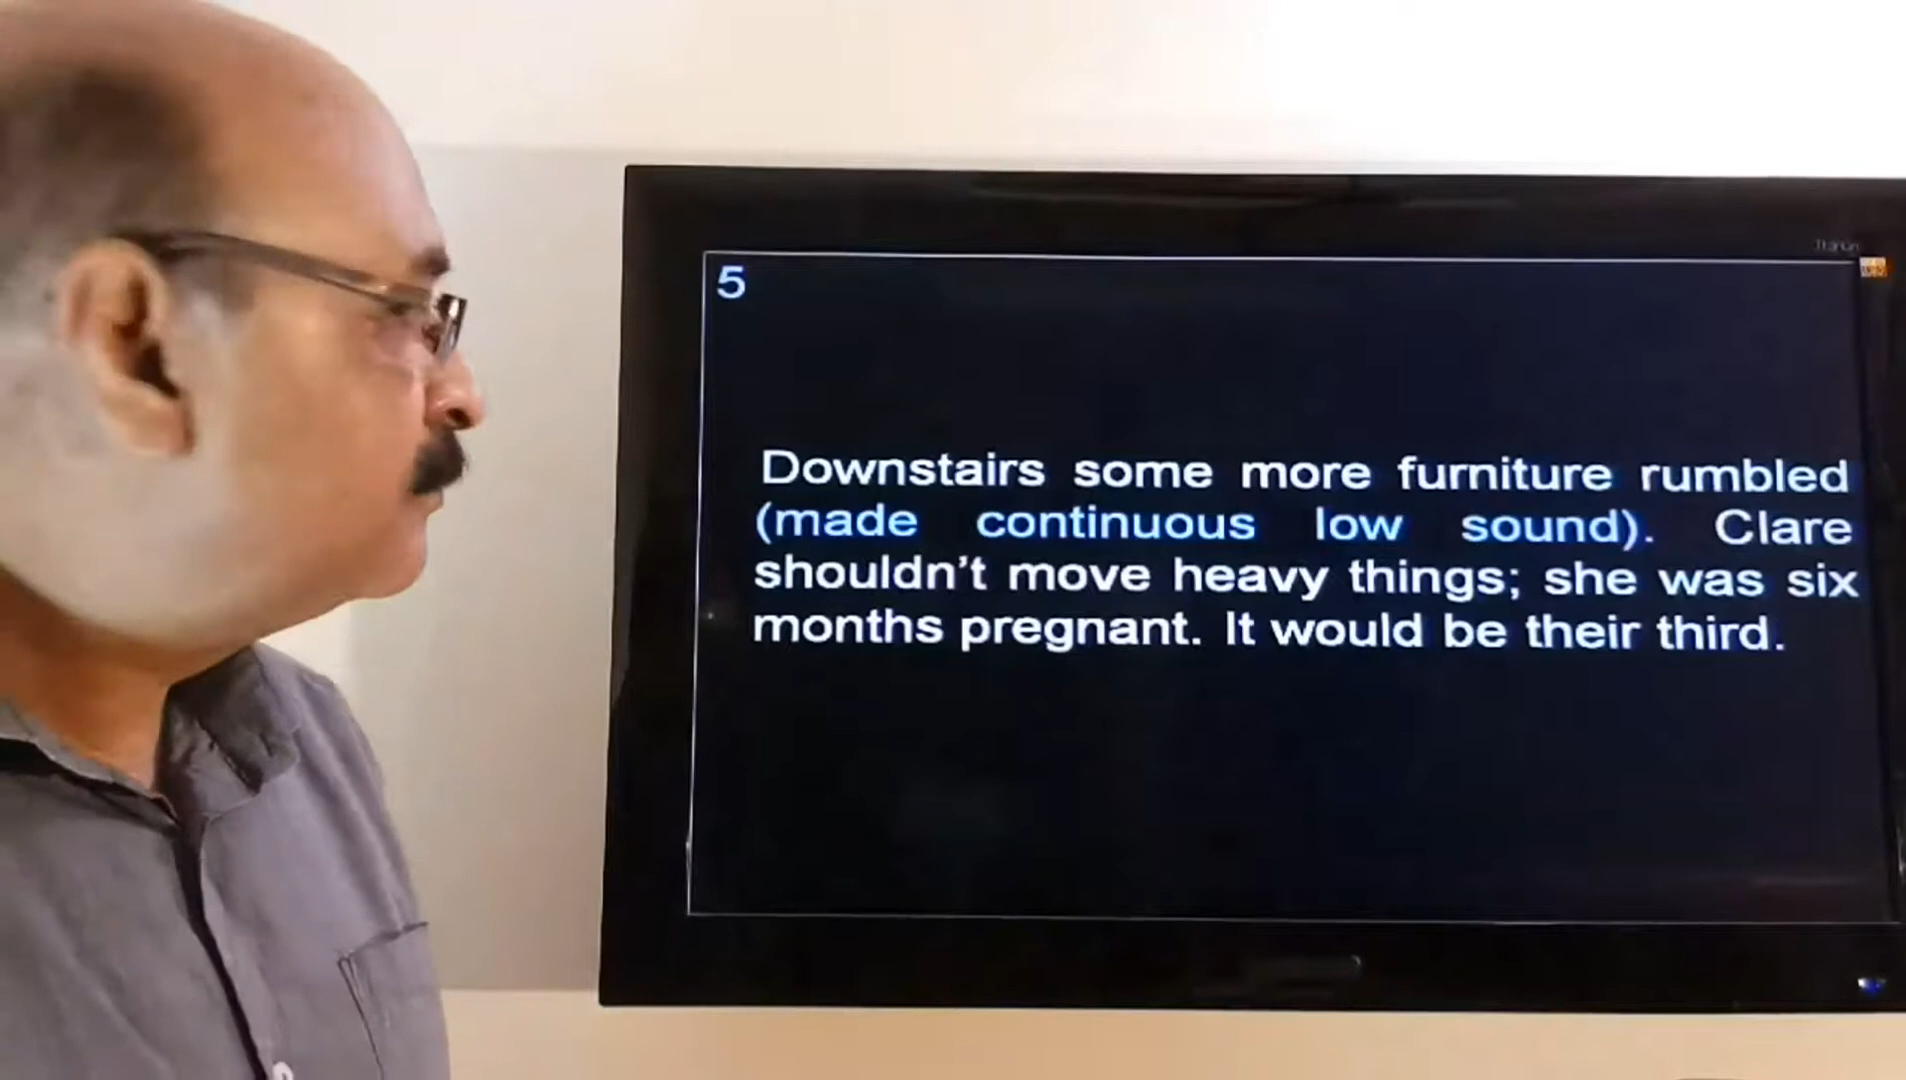 5
Downstairs some more furniture rumbled
(made continuous low sound). Clare
shouldn't move heavy things; she was six
months pregnant. It would be their third.